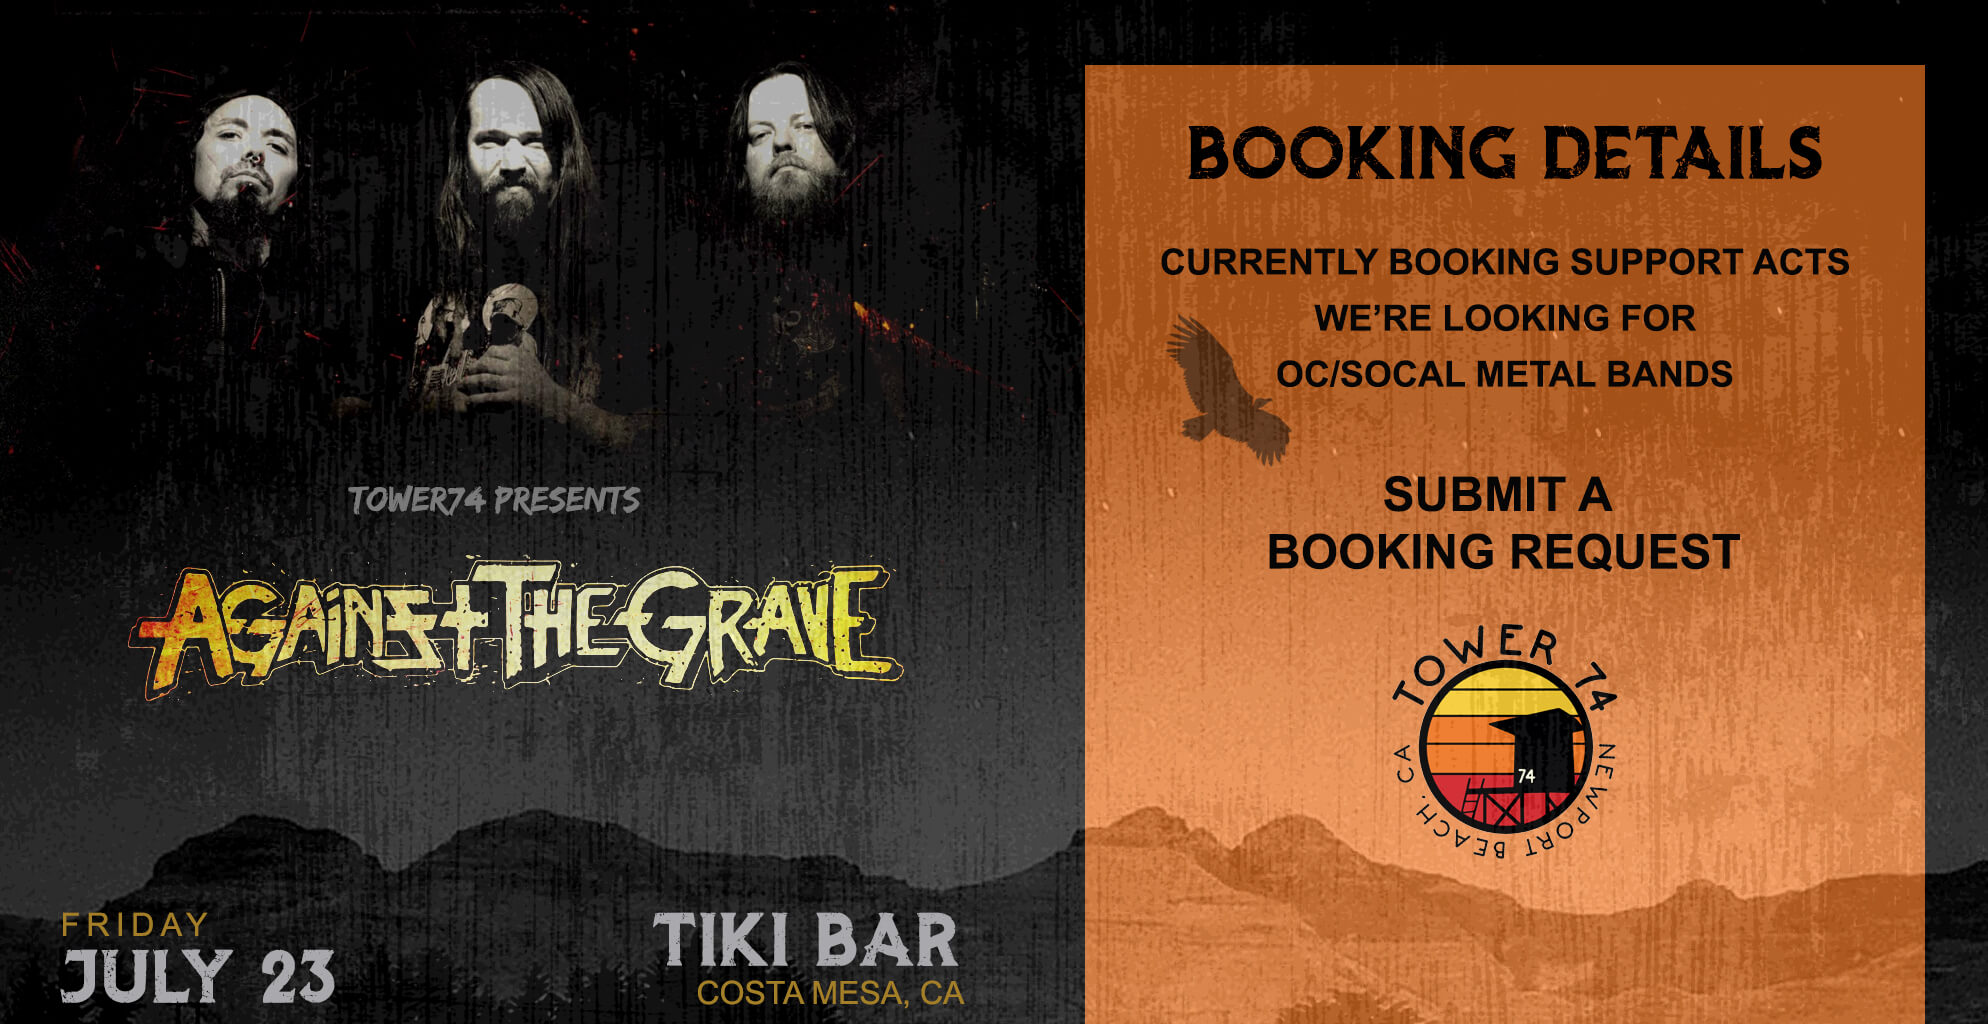 TOWER74 PRESENTS
AGAINST THE GRAVE
FRIDAY
JULY 23
TIKI BAR
COSTA MESA, CA
BOOKING DETAILS
CURRENTLY BOOKING SUPPORT ACTS
WE'RE LOOKING FOR
OC/SOCAL METAL BANDS
SUBMIT A
BOOKING REQUEST
TOWER 74
74
NEWPORT BEACH, CA